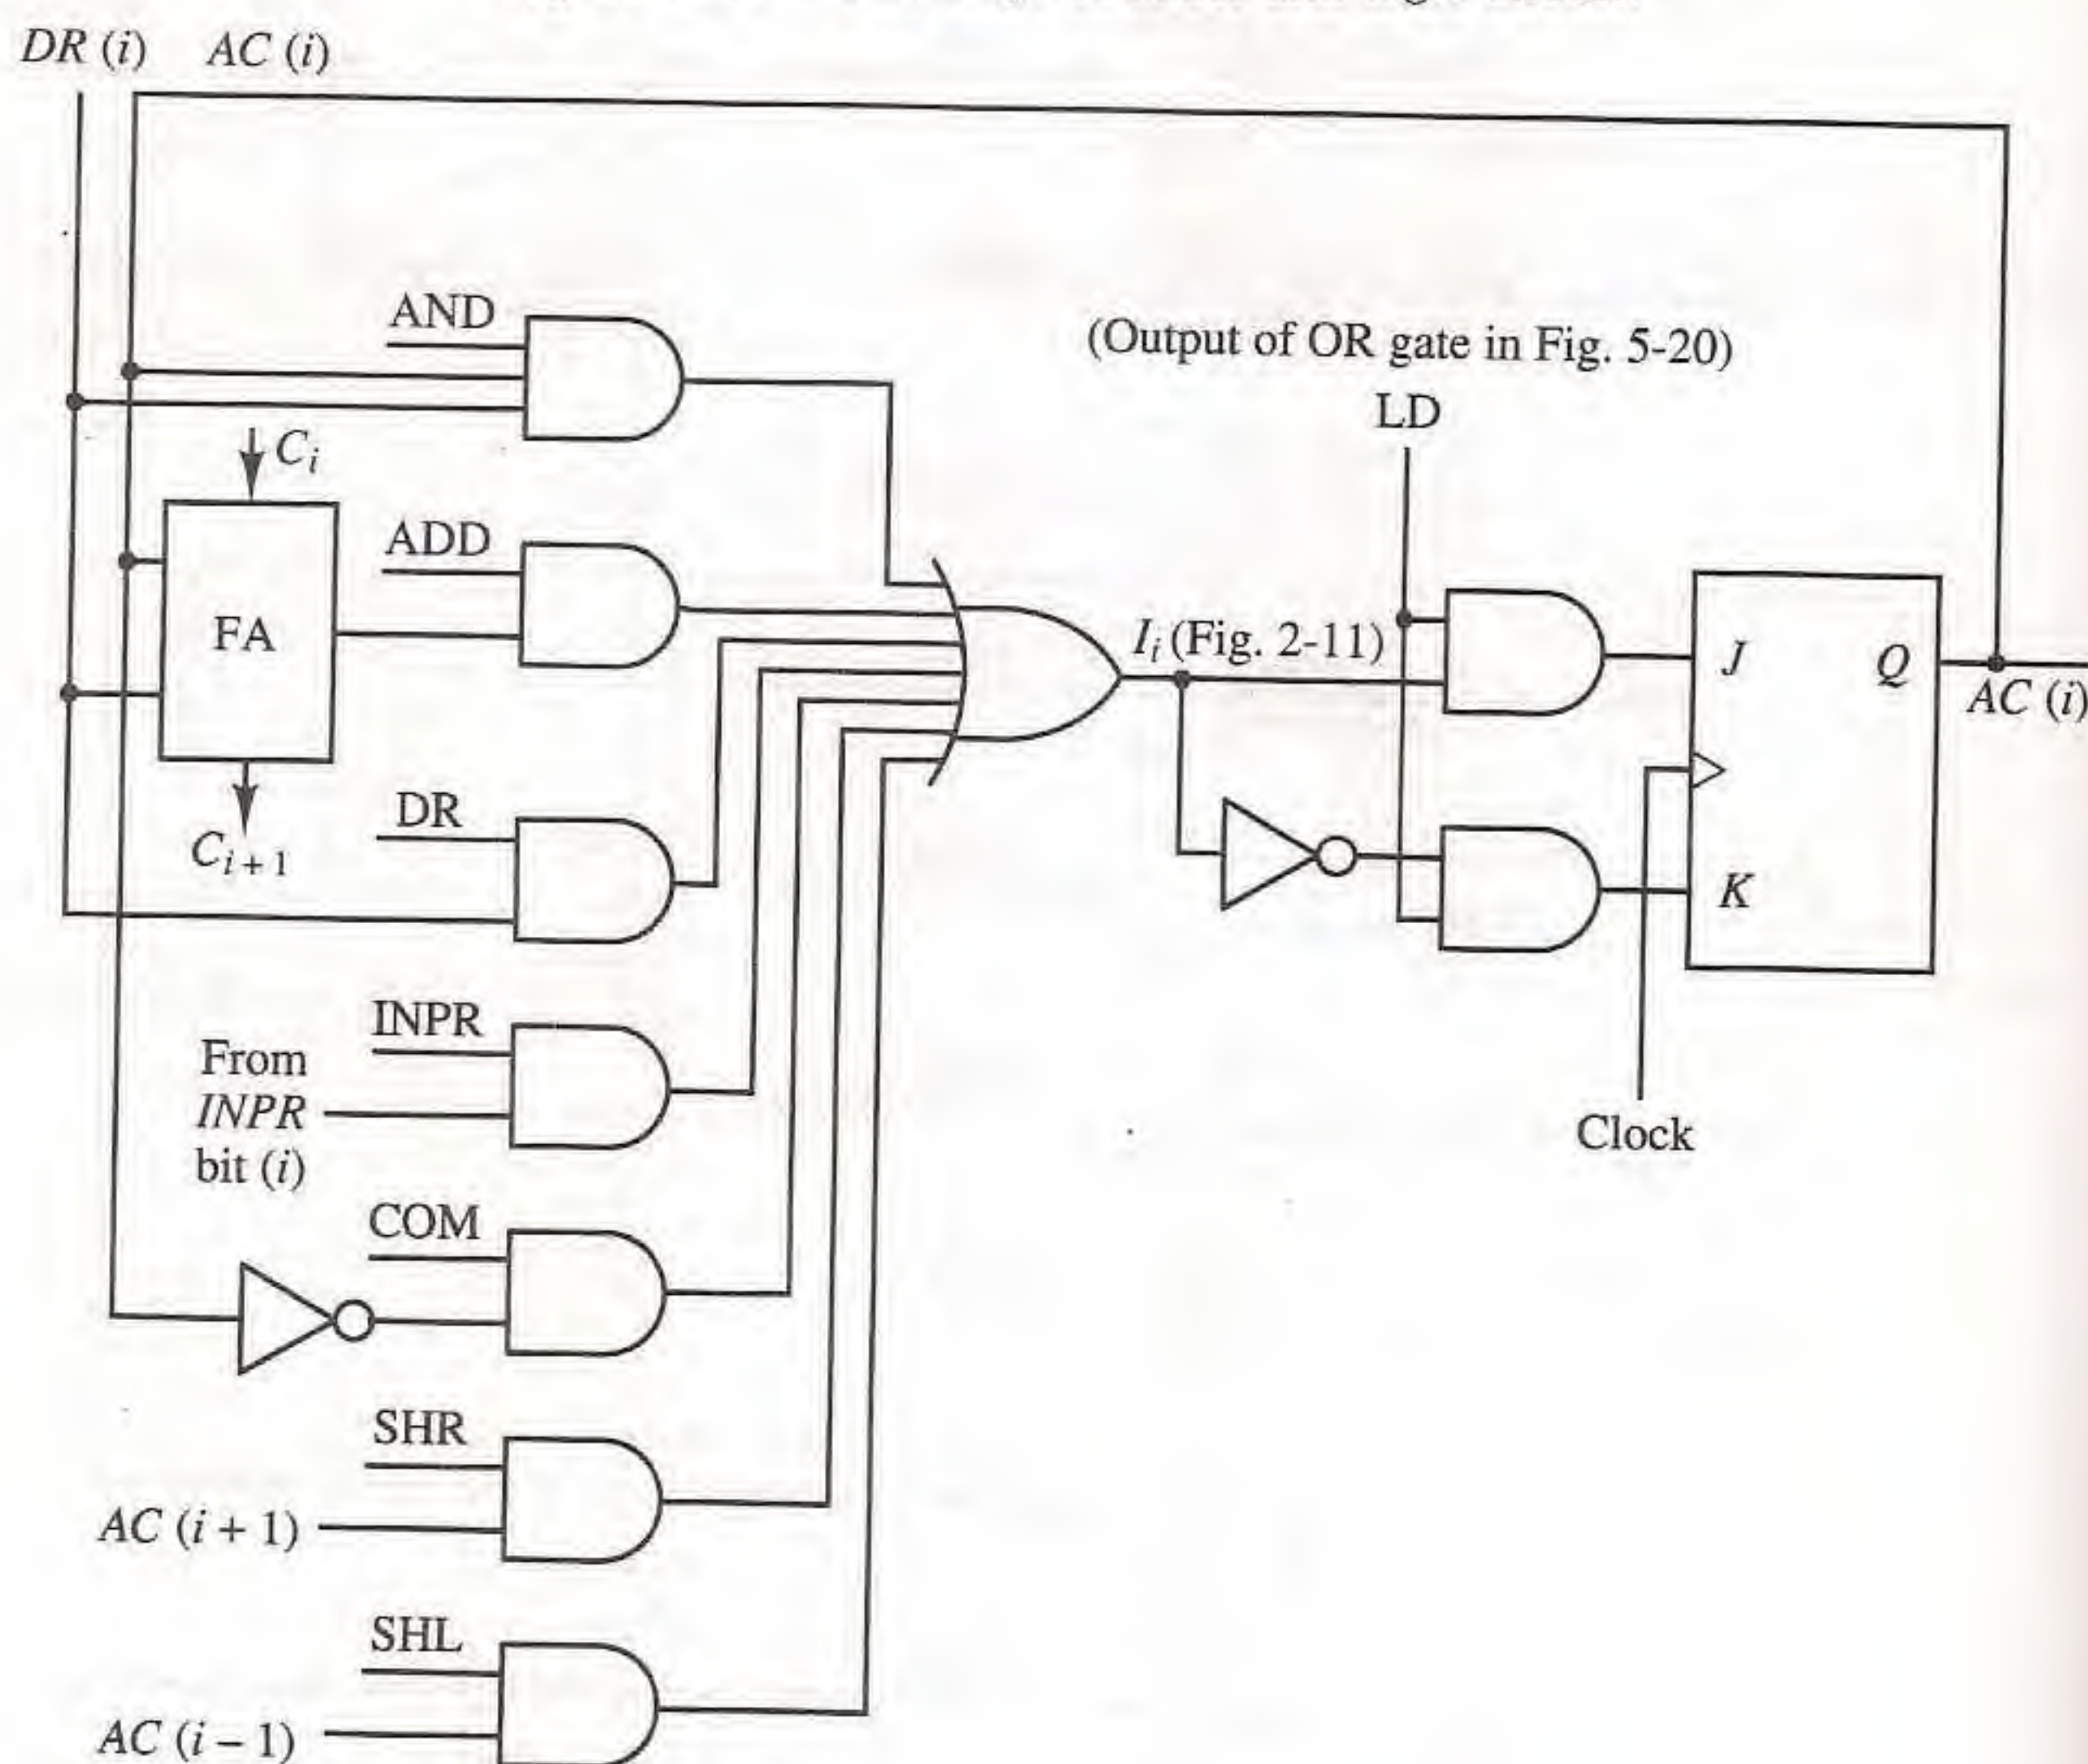 DR (i) AC (i)
AND
(Output of OR gate in Fig. 5-20)
LD
C_i
ADD
FA
I_i (Fig. 2-11)
J Q
AC (i)
DR
C_{i+1}
K
INPR
From
INPR
bit (i)
Clock
COM
SHR
AC (i + 1)
SHL
AC (i − 1)